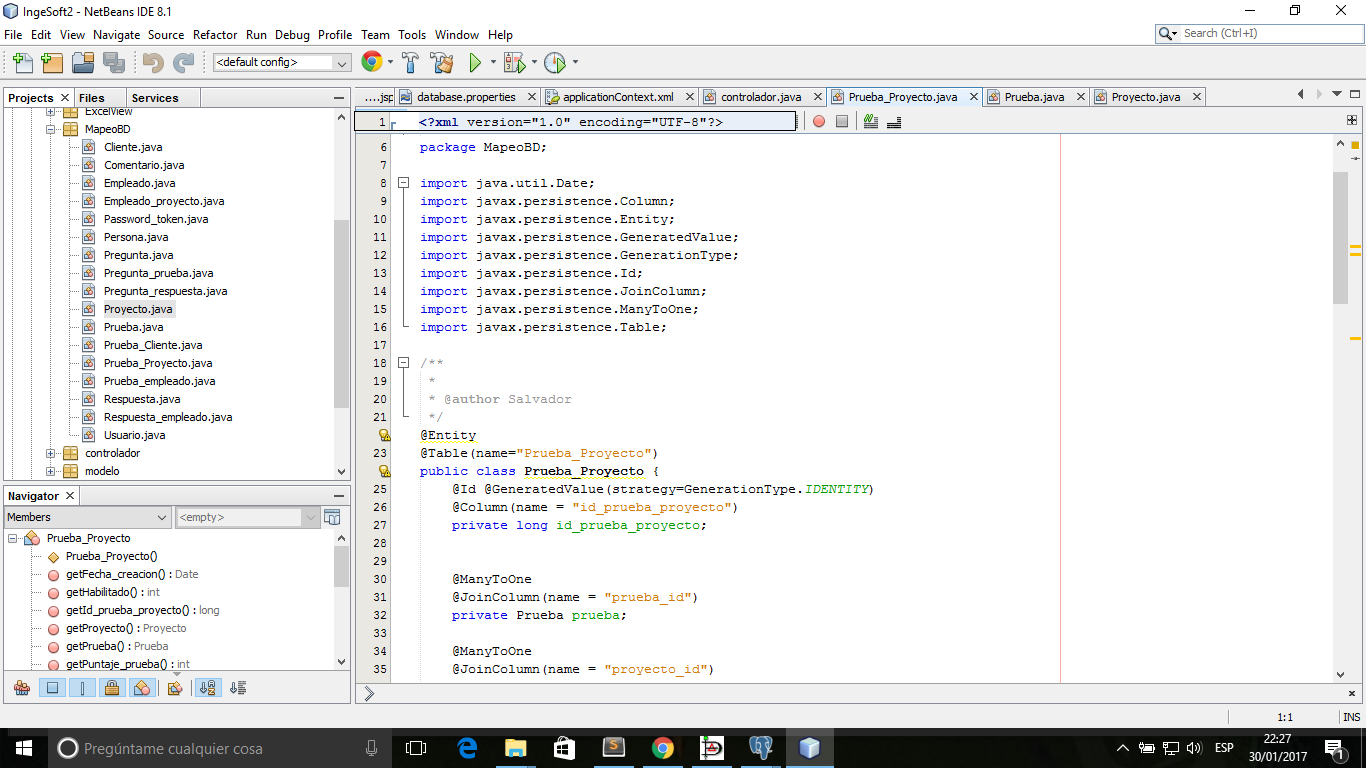 IngeSoft2 - NetBeans IDE 8.1
File Edit View Navigate Source Refactor Run Debug Profile Team Tools Window Help
Search (Ctrl+I)
<default config>
Projects Files Services
ExcelView
MapeoBD
Cliente.java
Comentario.java
Empleado.java
Empleado_proyecto.java
Password_token.java
Persona.java
Pregunta.java
Pregunta_prueba.java
Pregunta_respuesta.java
Proyecto.java
Prueba.java
Prueba_Cliente.java
Prueba_Proyecto.java
Prueba_empleado.java
Respuesta.java
Respuesta_empleado.java
Usuario.java
controlador
modelo
Navigator
Members <empty>
Prueba_Proyecto
Prueba_Proyecto()
getFecha_creacion() : Date
getHabilitado() : int
getId_prueba_proyecto() : long
getProyecto() : Proyecto
getPrueba() : Prueba
getPuntaje_prueba() : int
....jsp database.properties applicationContext.xml controlador.java Prueba_Proyecto.java Prueba.java Proyecto.java
1 <?xml version="1.0" encoding="UTF-8"?>
6 package MapeoBD;
7
8 import java.util.Date;
9 import javax.persistence.Column;
10 import javax.persistence.Entity;
11 import javax.persistence.GeneratedValue;
12 import javax.persistence.GenerationType;
13 import javax.persistence.Id;
14 import javax.persistence.JoinColumn;
15 import javax.persistence.ManyToOne;
16 import javax.persistence.Table;
17
18 /**
19 *
20 * @author Salvador
21 */
@Entity
23 @Table(name="Prueba_Proyecto")
public class Prueba_Proyecto {
25 @Id @GeneratedValue(strategy=GenerationType.IDENTITY)
26 @Column(name = "id_prueba_proyecto")
27 private long id_prueba_proyecto;
28
29
30 @ManyToOne
31 @JoinColumn(name = "prueba_id")
32 private Prueba prueba;
33
34 @ManyToOne
35 @JoinColumn(name = "proyecto_id")
1:1 INS
Pregúntame cualquier cosa
ESP
22:27
30/01/2017
1